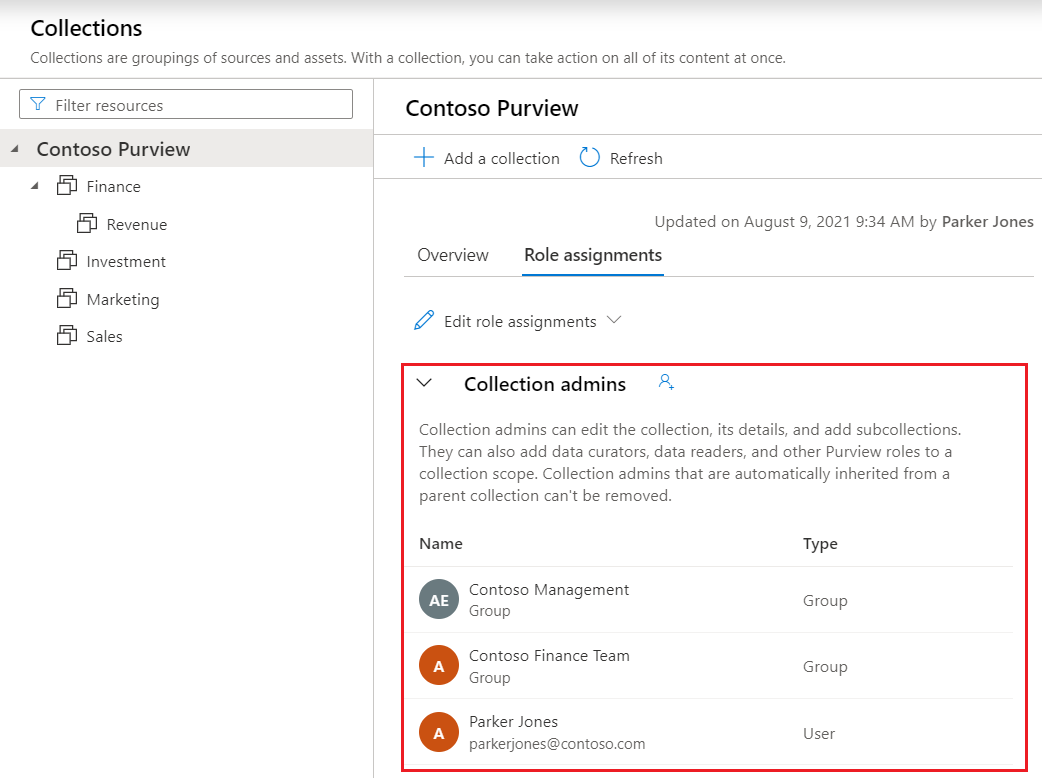 Collections
Collections are groupings of sources and assets. With a collection, you can take action on all of its content at once.
Filter resources
Contoso Purview
Finance
Revenue
Investment
Marketing
Sales
Contoso Purview
Add a collection
Refresh
Updated on August 9, 2021 9:34 AM by Parker Jones
Overview
Role assignments
Edit role assignments
Collection admins
Collection admins can edit the collection, its details, and add subcollections.
They can also add data curators, data readers, and other Purview roles to a
collection scope. Collection admins that are automatically inherited from a
parent collection can't be removed.
Name
Type
AE
Contoso Management
Group
Group
A
Contoso Finance Team
Group
Group
A
Parker Jones
parkerjones@contoso.com
User